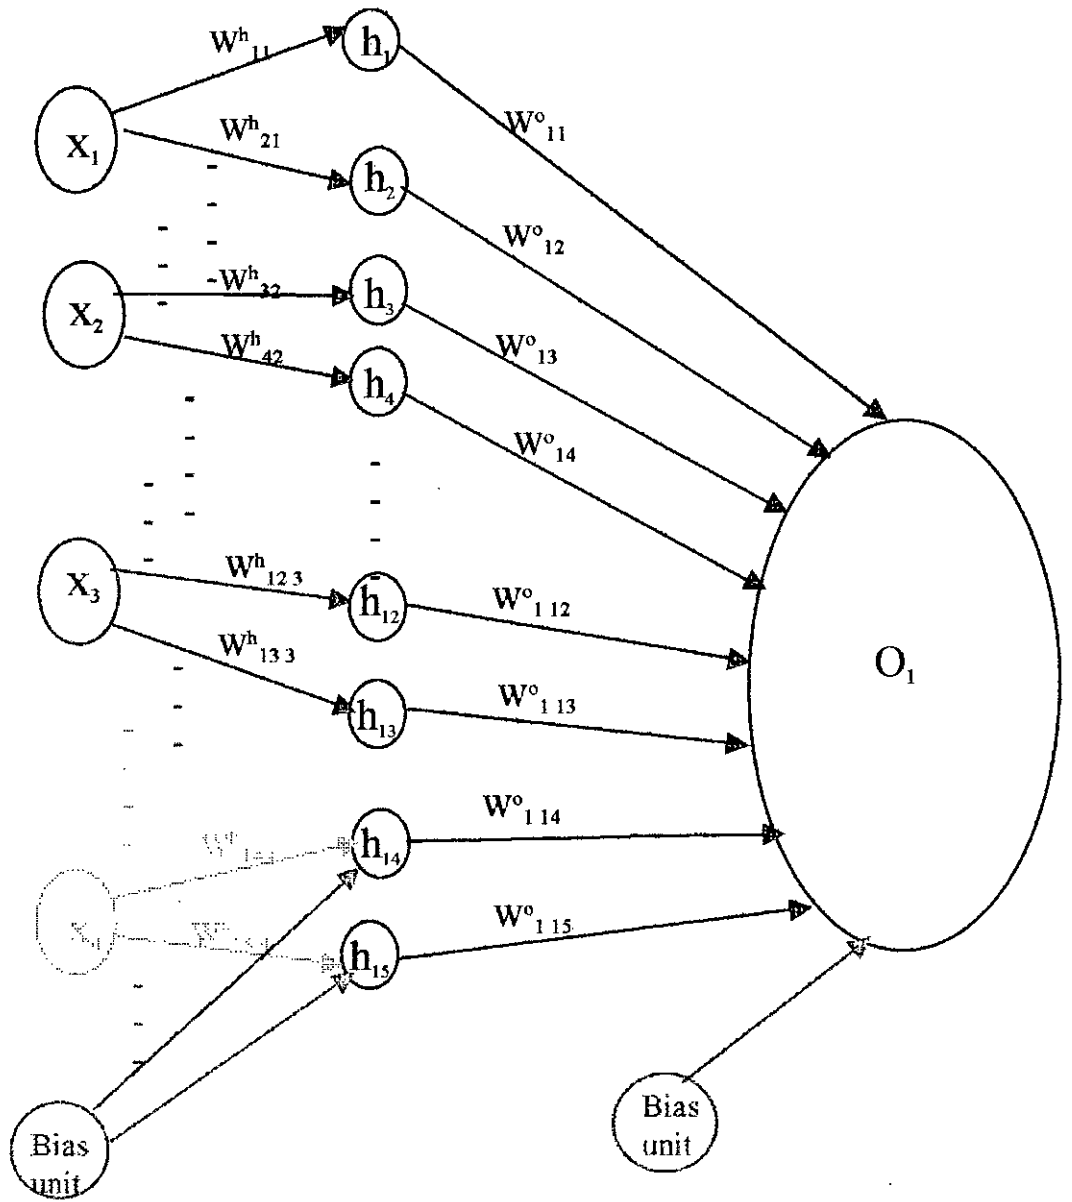 Wʰ₁₁
h₁
X₁
Wʰ₂₁
Wᵒ₁₁
h₂
Wᵒ₁₂
X₂
Wʰ₃₂
h₃
Wʰ₄₂
Wᵒ₁₃
h₄
Wᵒ₁₄
X₃
Wʰ₁₂ ₃
h₁₂
Wᵒ₁ ₁₂
Wʰ₁₃ ₃
h₁₃
Wᵒ₁ ₁₃
O₁
h₁₄
Wᵒ₁ ₁₄
X₄
h₁₅
Wᵒ₁ ₁₅
Bias
unit
Bias
unit